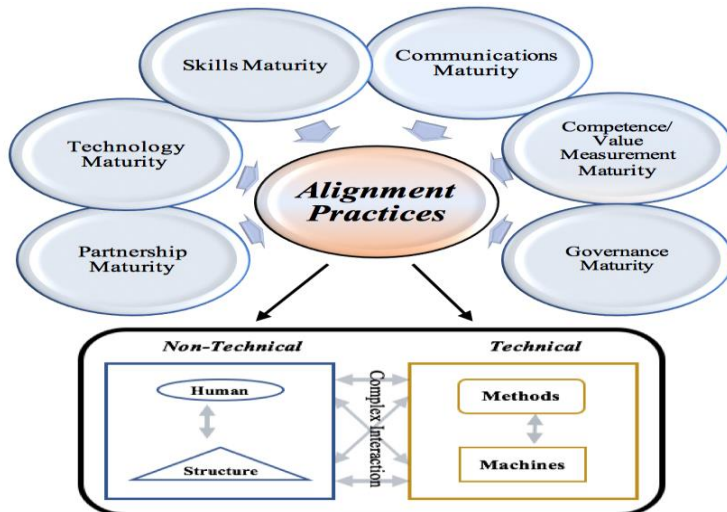 Skills Maturity
Communications
Maturity
Technology
Maturity
Competence/
Value
Measurement
Maturity
Alignment
Practices
Partnership
Maturity
Governance
Maturity
Non-Technical
Technical
Human
Structure
Complex Interaction
Methods
Machines